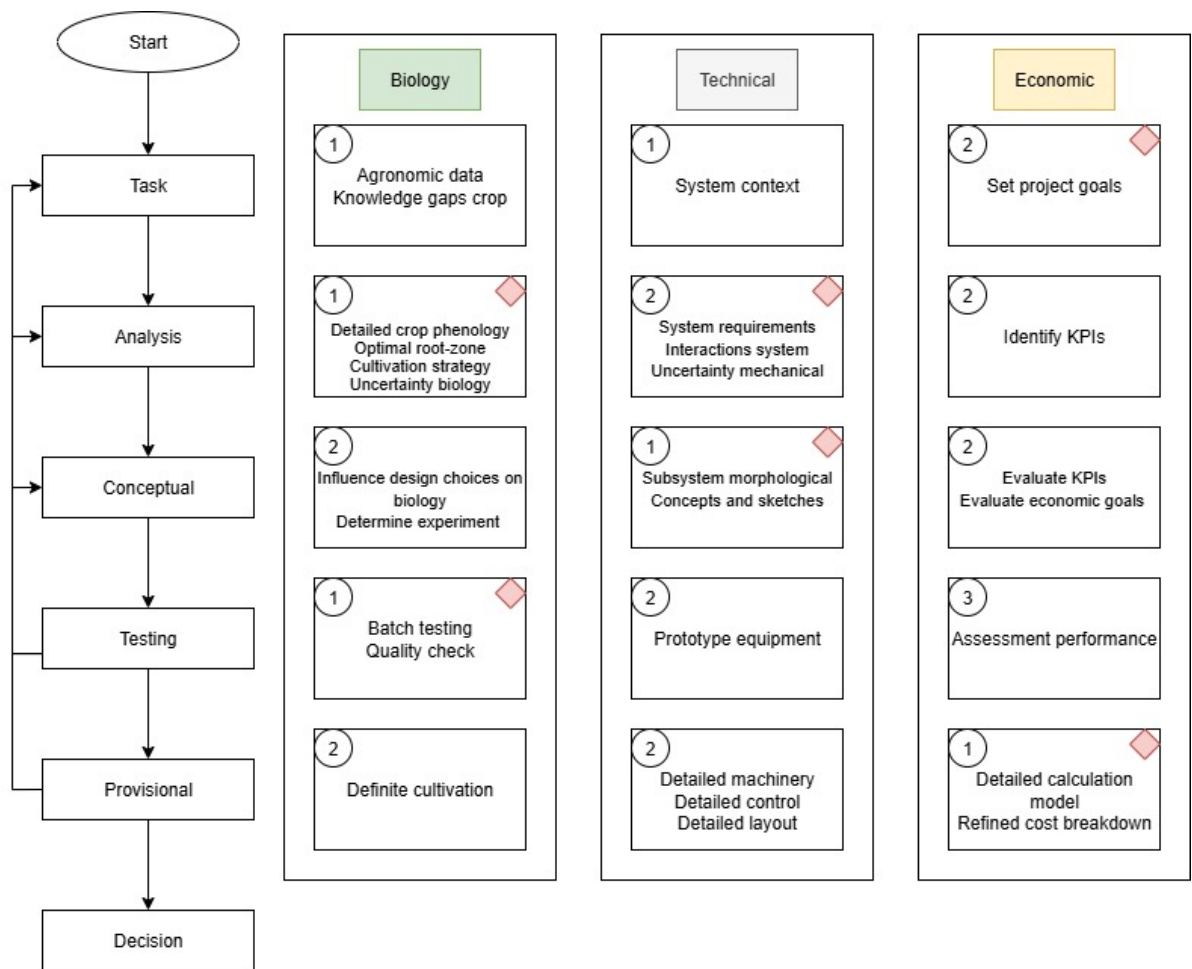 Start
Task
Analysis
Conceptual
Testing
Provisional
Decision
Biology
1
Agronomic data
Knowledge gaps crop
1
Detailed crop phenology
Optimal root-zone
Cultivation strategy
Uncertainty biology
2
Influence design choices on
biology
Determine experiment
1
Batch testing
Quality check
2
Definite cultivation
Technical
1
System context
2
System requirements
Interactions system
Uncertainty mechanical
1
Subsystem morphological
Concepts and sketches
2
Prototype equipment
2
Detailed machinery
Detailed control
Detailed layout
Economic
2
Set project goals
2
Identify KPIs
2
Evaluate KPIs
Evaluate economic goals
3
Assessment performance
1
Detailed calculation
model
Refined cost breakdown